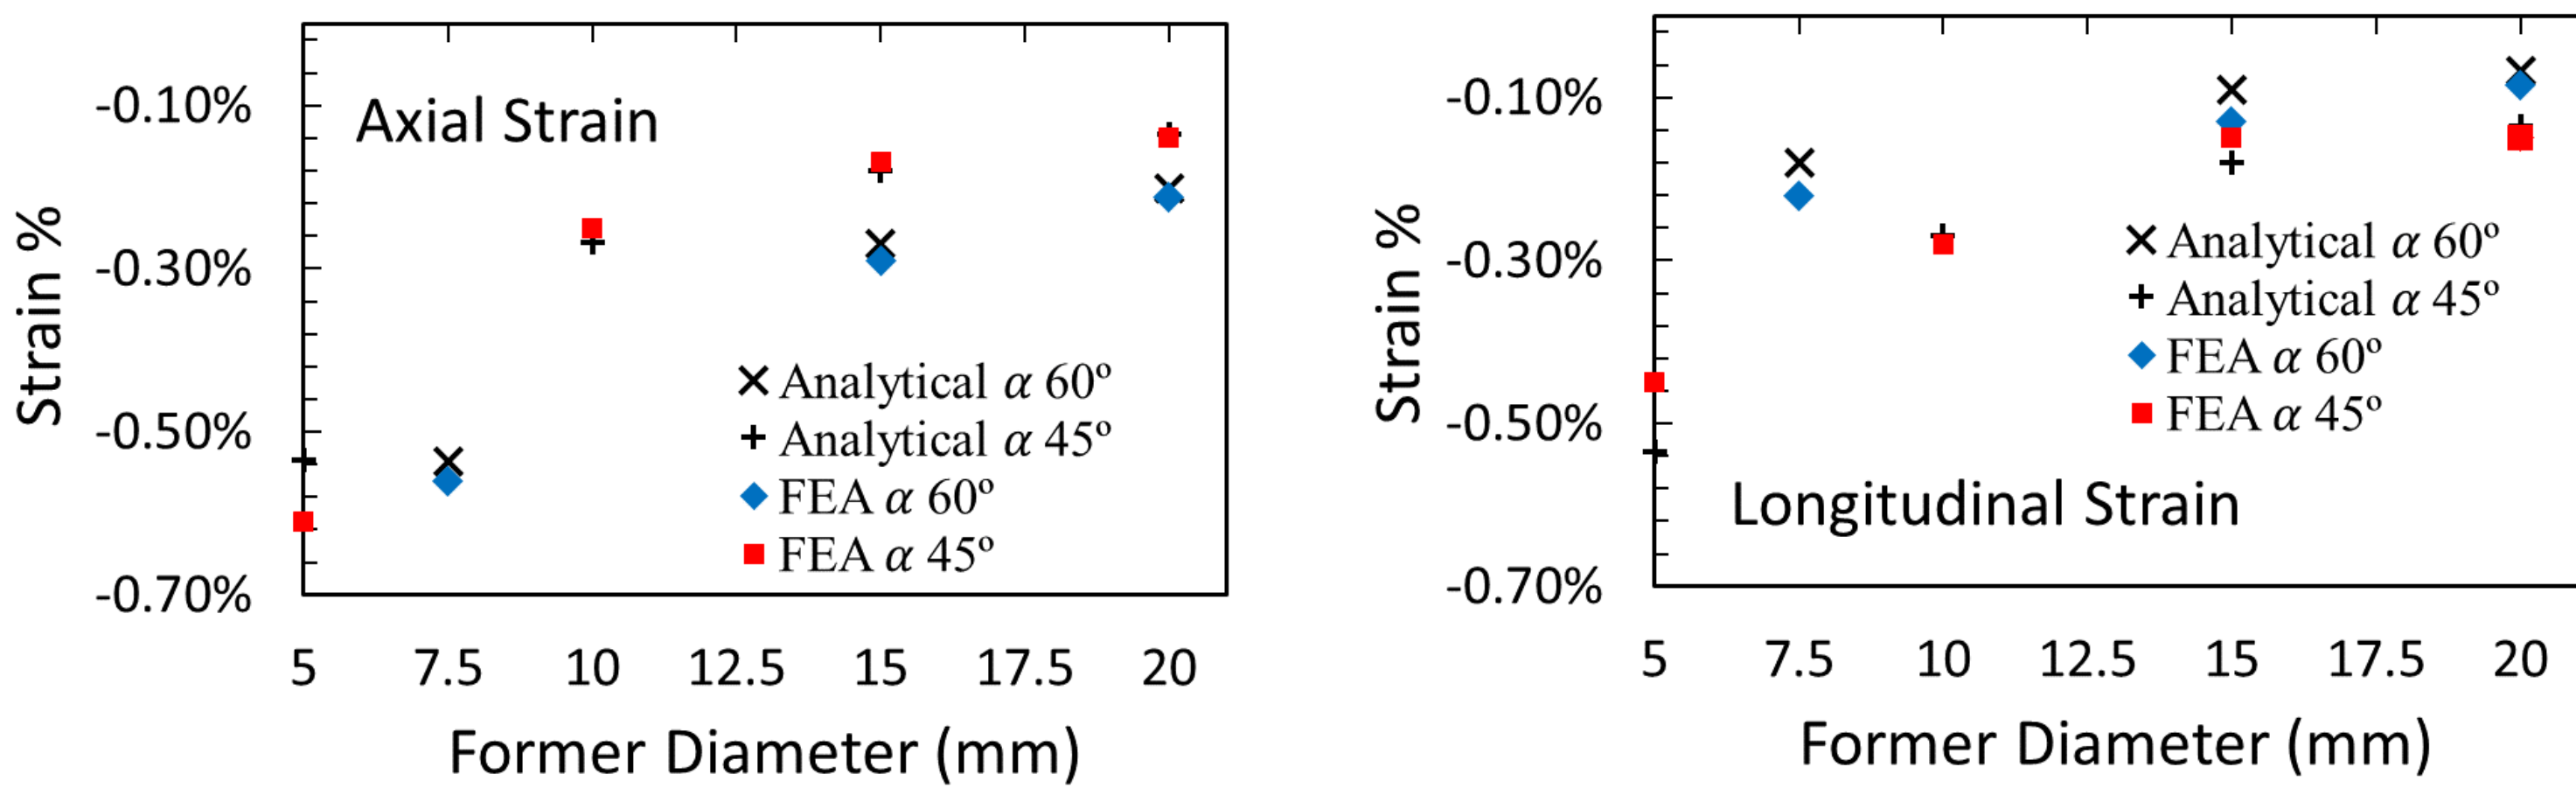 Axial Strain
Strain %
-0.10%
-0.30%
-0.50%
-0.70%
Analytical α 60º
Analytical α 45º
FEA α 60º
FEA α 45º
5 7.5 10 12.5 15 17.5 20
Former Diameter (mm)
Strain %
-0.10%
-0.30%
-0.50%
-0.70%
Analytical α 60º
Analytical α 45º
FEA α 60º
FEA α 45º
Longitudinal Strain
5 7.5 10 12.5 15 17.5 20
Former Diameter (mm)